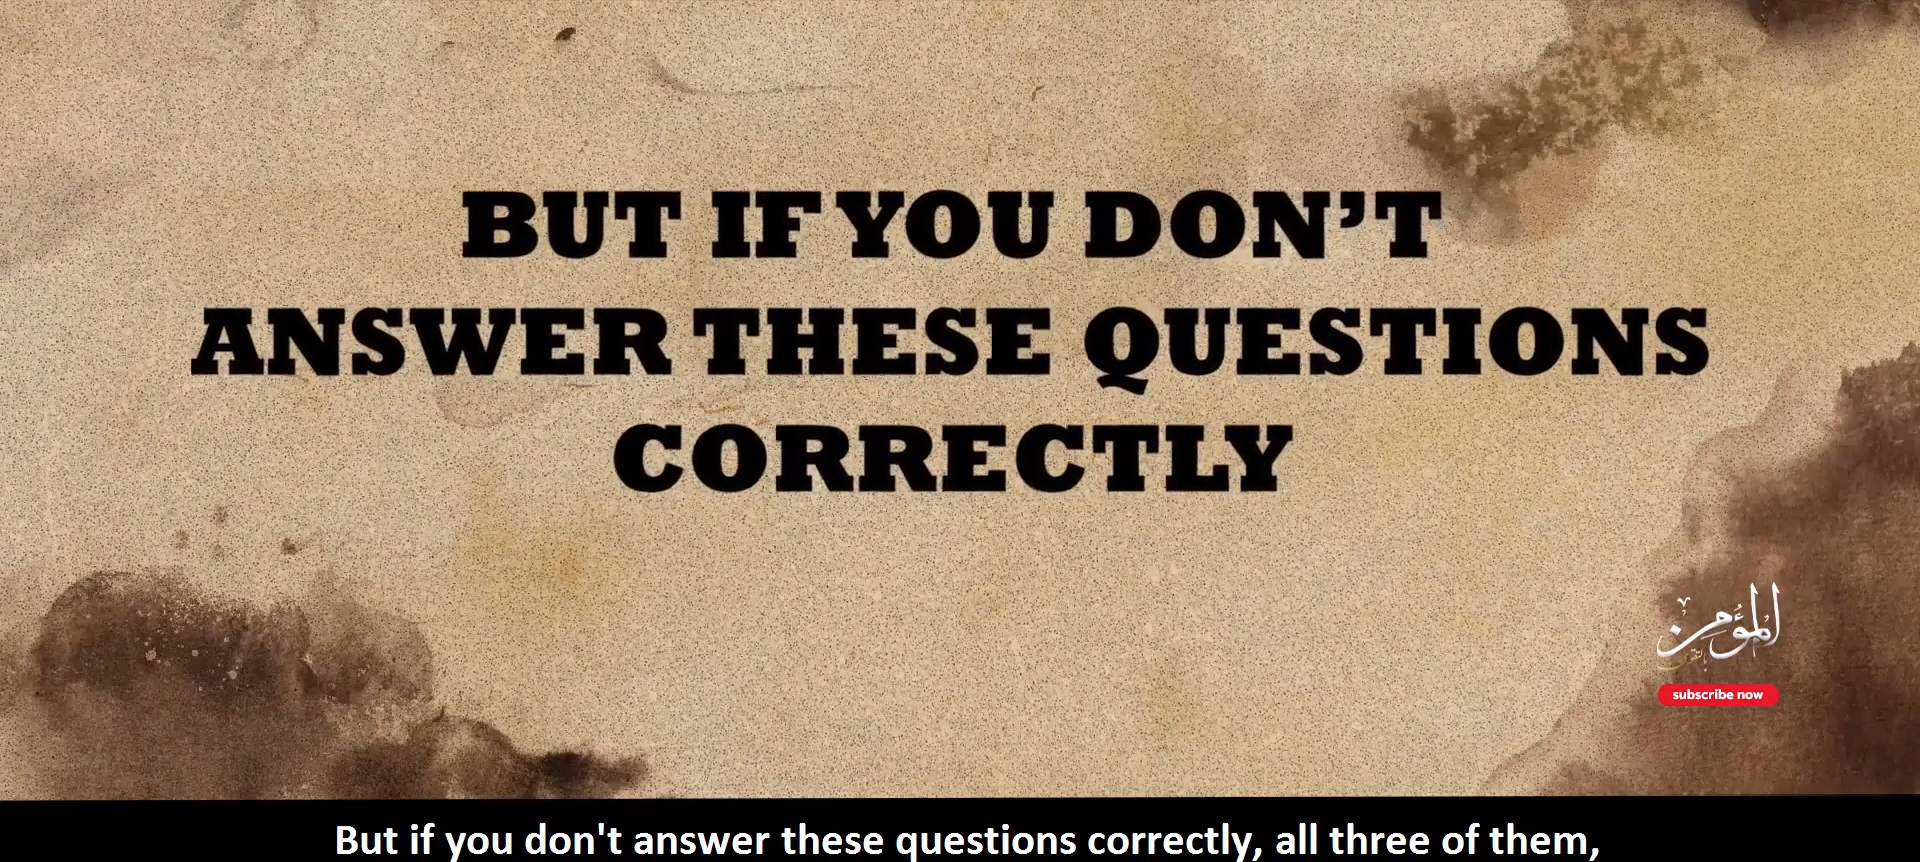 BUT IF YOU DON’T
ANSWER THESE QUESTIONS
CORRECTLY
المؤمن
subscribe now
But if you don't answer these questions correctly, all three of them,